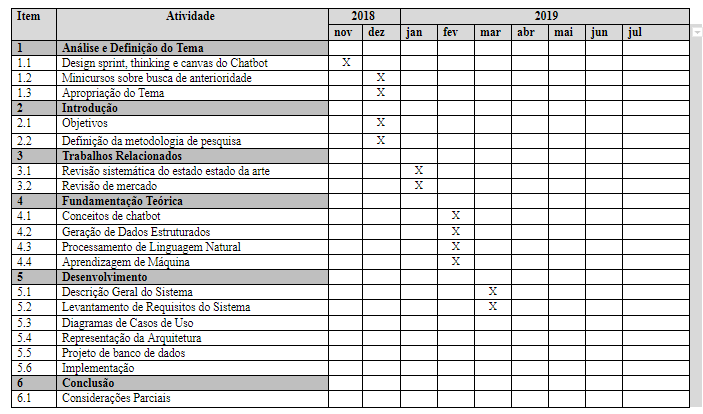 Item Atividade 2018 2019
nov dez jan fev mar abr mai jun jul
1 Análise e Definição do Tema
1.1 Design sprint, thinking e canvas do Chatbot X
1.2 Minicursos sobre busca de anterioridade X
1.3 Apropriação do Tema X
2 Introdução
2.1 Objetivos X
2.2 Definição da metodologia de pesquisa X
3 Trabalhos Relacionados
3.1 Revisão sistemática do estado estado da arte X
3.2 Revisão de mercado X
4 Fundamentação Teórica
4.1 Conceitos de chatbot X
4.2 Geração de Dados Estruturados X
4.3 Processamento de Linguagem Natural X
4.4 Aprendizagem de Máquina X
5 Desenvolvimento
5.1 Descrição Geral do Sistema X
5.2 Levantamento de Requisitos do Sistema X
5.3 Diagramas de Casos de Uso
5.4 Representação da Arquitetura
5.5 Projeto de banco de dados
5.6 Implementação
6 Conclusão
6.1 Considerações Parciais